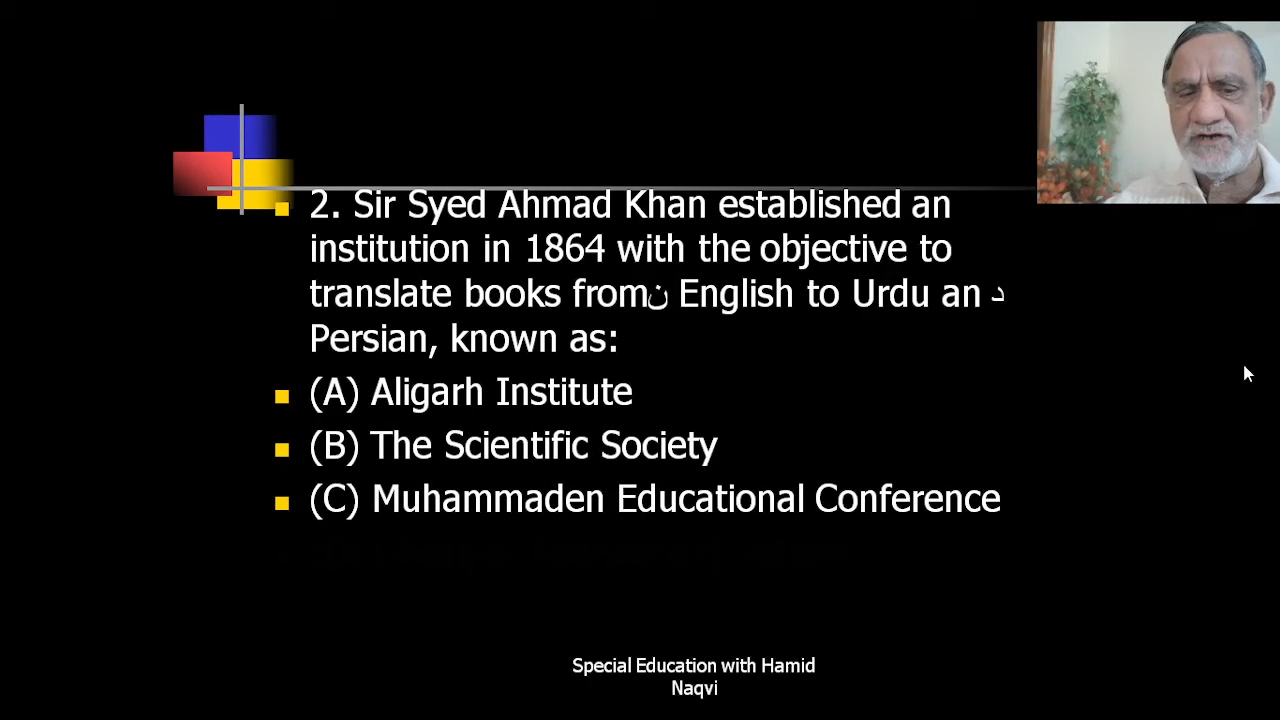 2. Sir Syed Ahmad Khan established an
institution in 1864 with the objective to
translate books fromن English to Urdu an د
Persian, known as:
(A) Aligarh Institute
(B) The Scientific Society
(C) Muhammaden Educational Conference
Special Education with Hamid
Naqvi